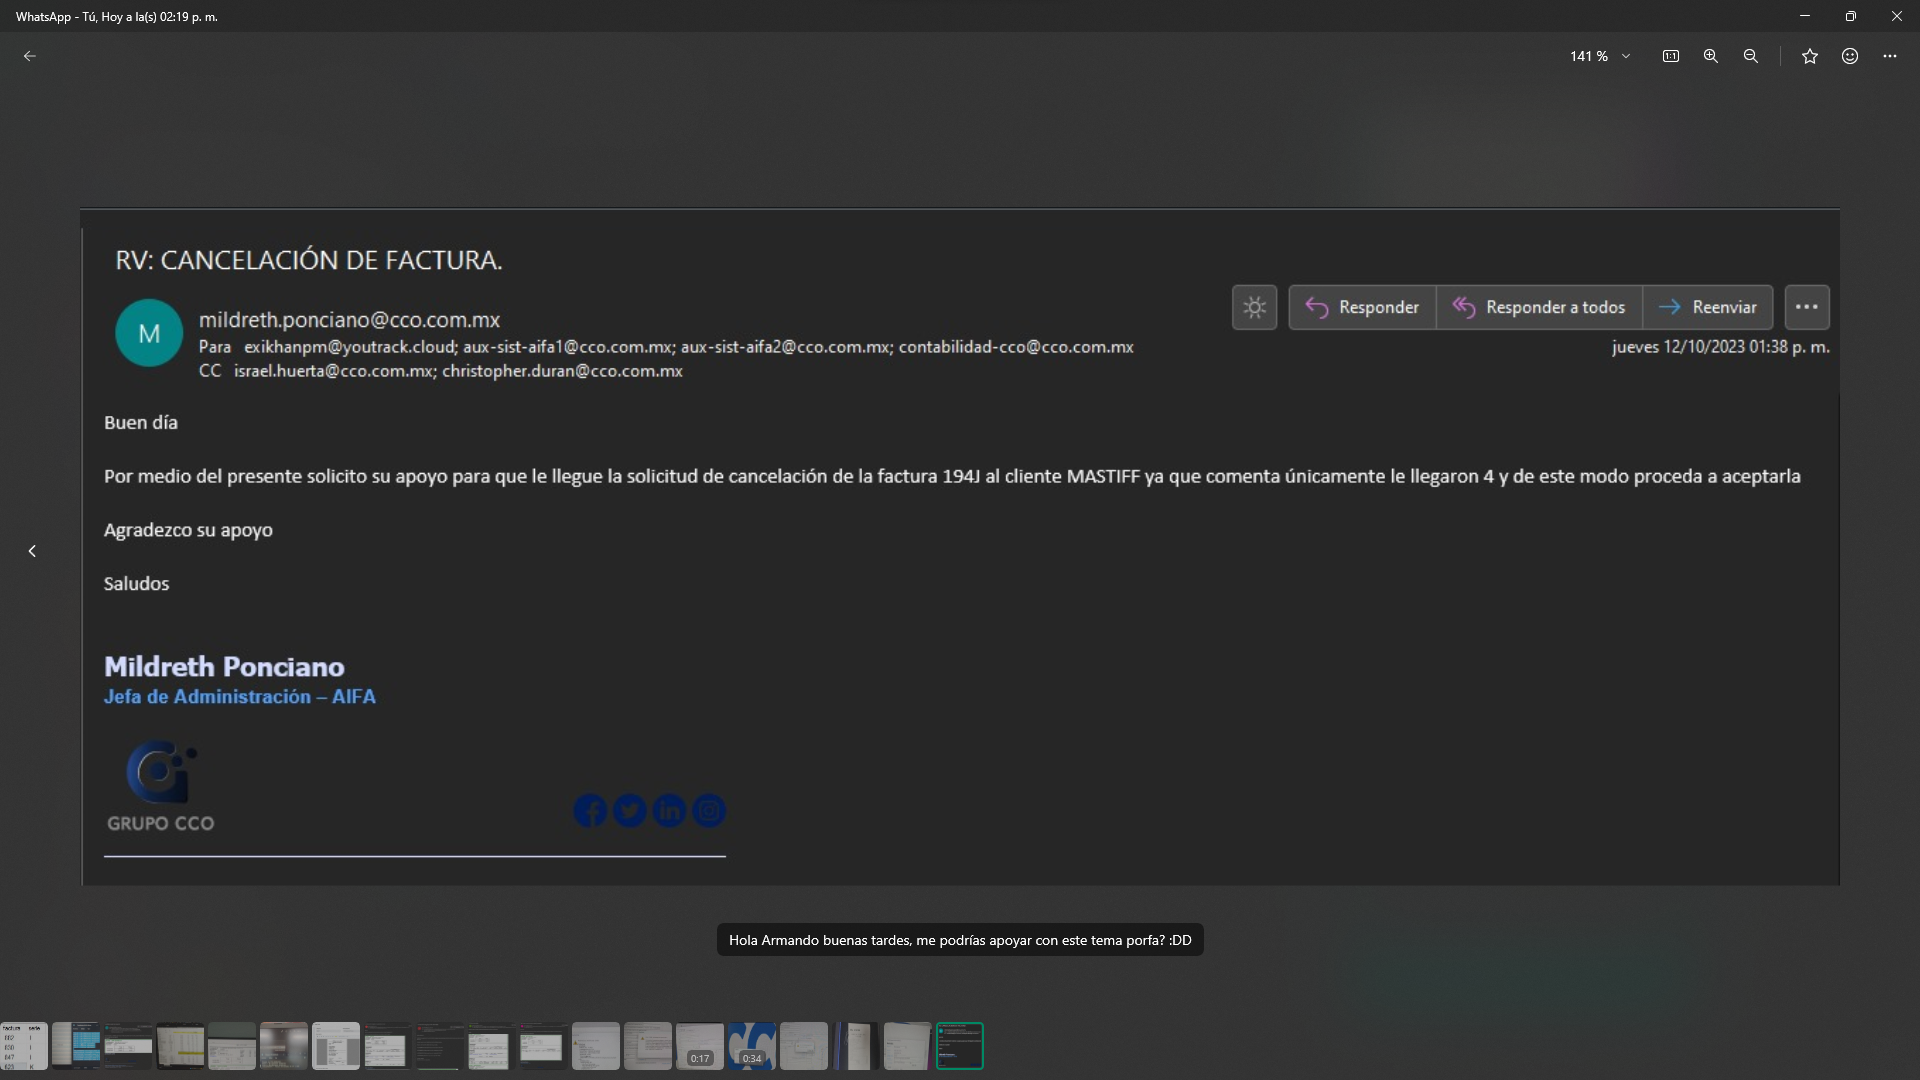 WhatsApp - Tú, Hoy a la(s) 02:19 p. m.
141 %
1:1
RV: CANCELACIÓN DE FACTURA.
M
mildreth.ponciano@cco.com.mx
Para exikhanpm@youtrack.cloud; aux-sist-aifa1@cco.com.mx; aux-sist-aifa2@cco.com.mx; contabilidad-cco@cco.com.mx
CC israel.huerta@cco.com.mx; christopher.duran@cco.com.mx
Responder
Responder a todos
Reenviar
jueves 12/10/2023 01:38 p. m.
Buen día
Por medio del presente solicito su apoyo para que le llegue la solicitud de cancelación de la factura 194J al cliente MASTIFF ya que comenta únicamente le llegaron 4 y de este modo proceda a aceptarla
Agradezco su apoyo
Saludos
Mildreth Ponciano
Jefa de Administración – AIFA
GRUPO CCO
Hola Armando buenas tardes, me podrías apoyar con este tema porfa? :DD
factura serie
0:17
0:34